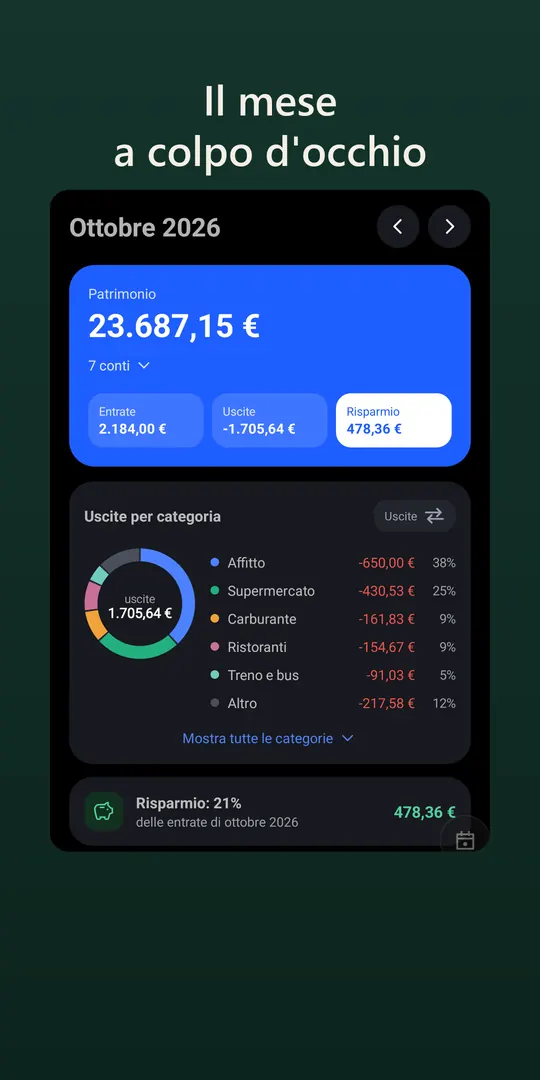 Il mese
a colpo d'occhio
Ottobre 2026
Patrimonio
23.687,15 €
7 conti
Entrate
2.184,00 €
Uscite
-1.705,64 €
Risparmio
478,36 €
Uscite per categoria
Uscite
uscite
1.705,64 €
Affitto -650,00 € 38%
Supermercato -430,53 € 25%
Carburante -161,83 € 9%
Ristoranti -154,67 € 9%
Treno e bus -91,03 € 5%
Altro -217,58 € 12%
Mostra tutte le categorie
Risparmio: 21%
delle entrate di ottobre 2026
478,36 €